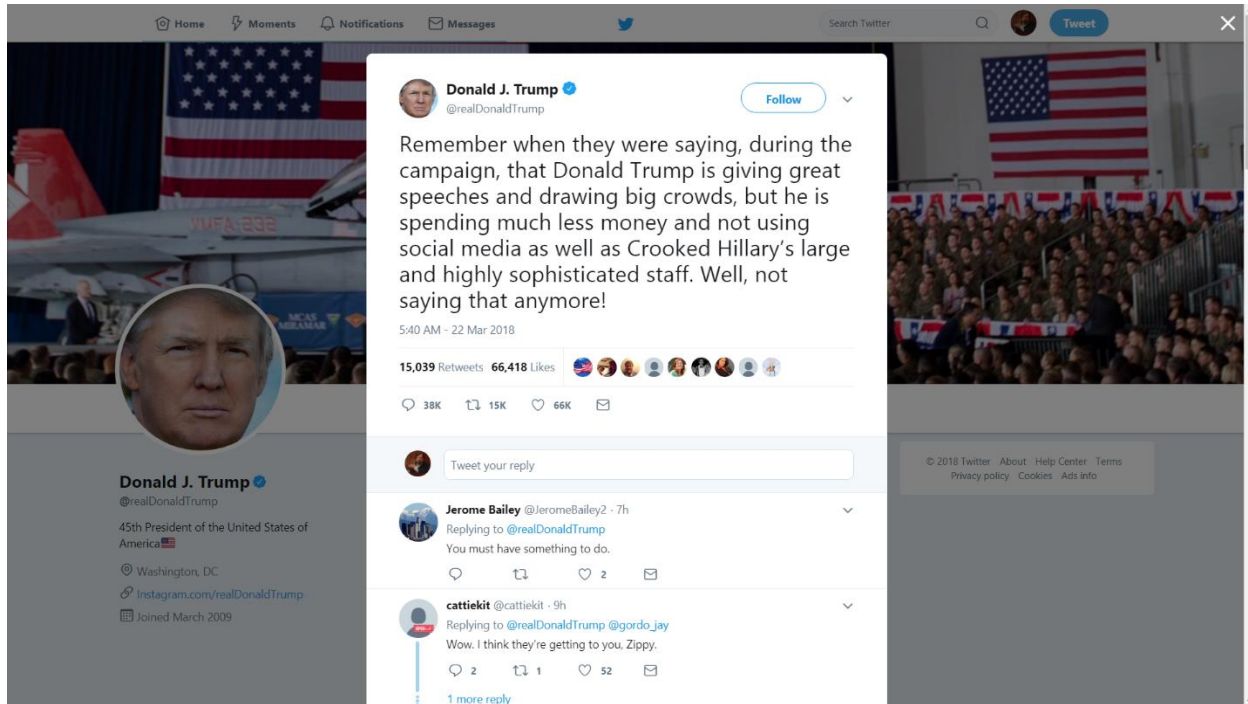 Home Moments Notifications Messages Search Twitter Tweet
Donald J. Trump
@realDonaldTrump
Follow
Remember when they were saying, during the
campaign, that Donald Trump is giving great
speeches and drawing big crowds, but he is
spending much less money and not using
social media as well as Crooked Hillary's large
and highly sophisticated staff. Well, not
saying that anymore!
5:40 AM - 22 Mar 2018
15,039 Retweets 66,418 Likes
38K 15K 66K
Tweet your reply
Jerome Bailey @JeromeBailey2 · 7h
Replying to @realDonaldTrump
You must have something to do.
2
cattiekit @cattiekit · 9h
Replying to @realDonaldTrump @gordo_jay
Wow. I think they're getting to you, Zippy.
2 1 52
1 more reply
VMFA-232
MCAS
MIRAMAR
Donald J. Trump
@realDonaldTrump
45th President of the United States of
America
Washington, DC
Instagram.com/realDonaldTrump
Joined March 2009
© 2018 Twitter About Help Center Terms
Privacy policy Cookies Ads info